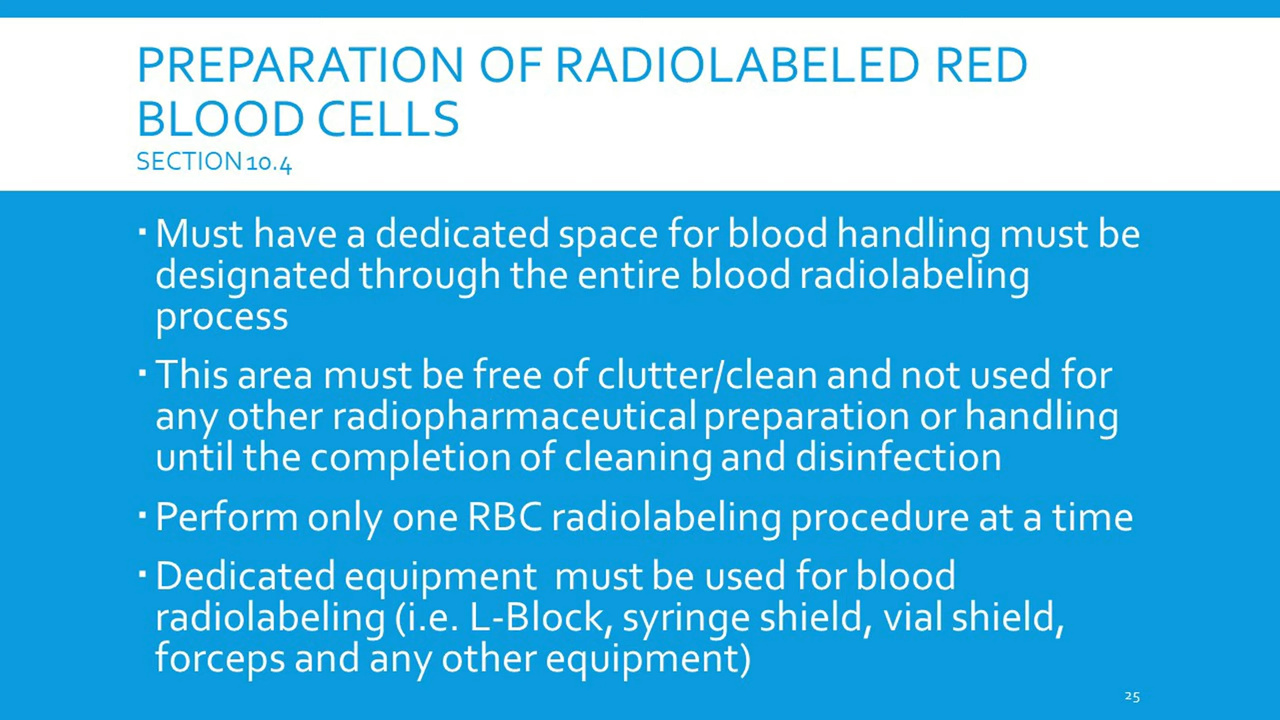 PREPARATION OF RADIOLABELED RED
BLOOD CELLS
SECTION 10.4
▪ Must have a dedicated space for blood handling must be
designated through the entire blood radiolabeling
process
▪ This area must be free of clutter/clean and not used for
any other radiopharmaceutical preparation or handling
until the completion of cleaning and disinfection
▪ Perform only one RBC radiolabeling procedure at a time
▪ Dedicated equipment  must be used for blood
radiolabeling (i.e. L-Block, syringe shield, vial shield,
forceps and any other equipment)
25